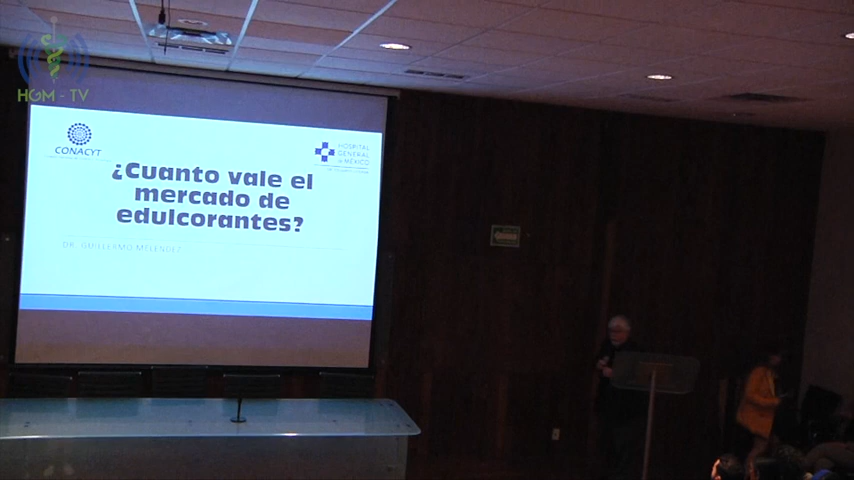 HGM - TV
CONACYT
HOSPITAL
GENERAL
de MÉXICO
¿Cuanto vale el
mercado de
edulcorantes?
DR. GUILLERMO MELENDEZ